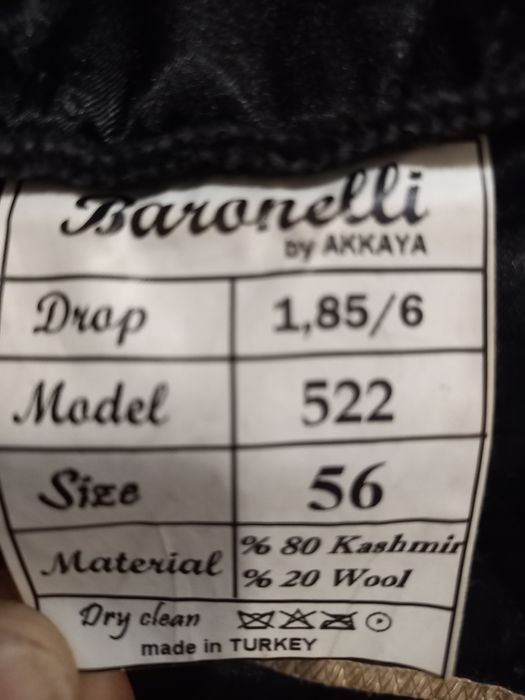 Baronelli
by AKKAYA
Drop 1,85/6
Model 522
Size 56
Material % 80 Kashmir
% 20 Wool
Dry clean
made in TURKEY